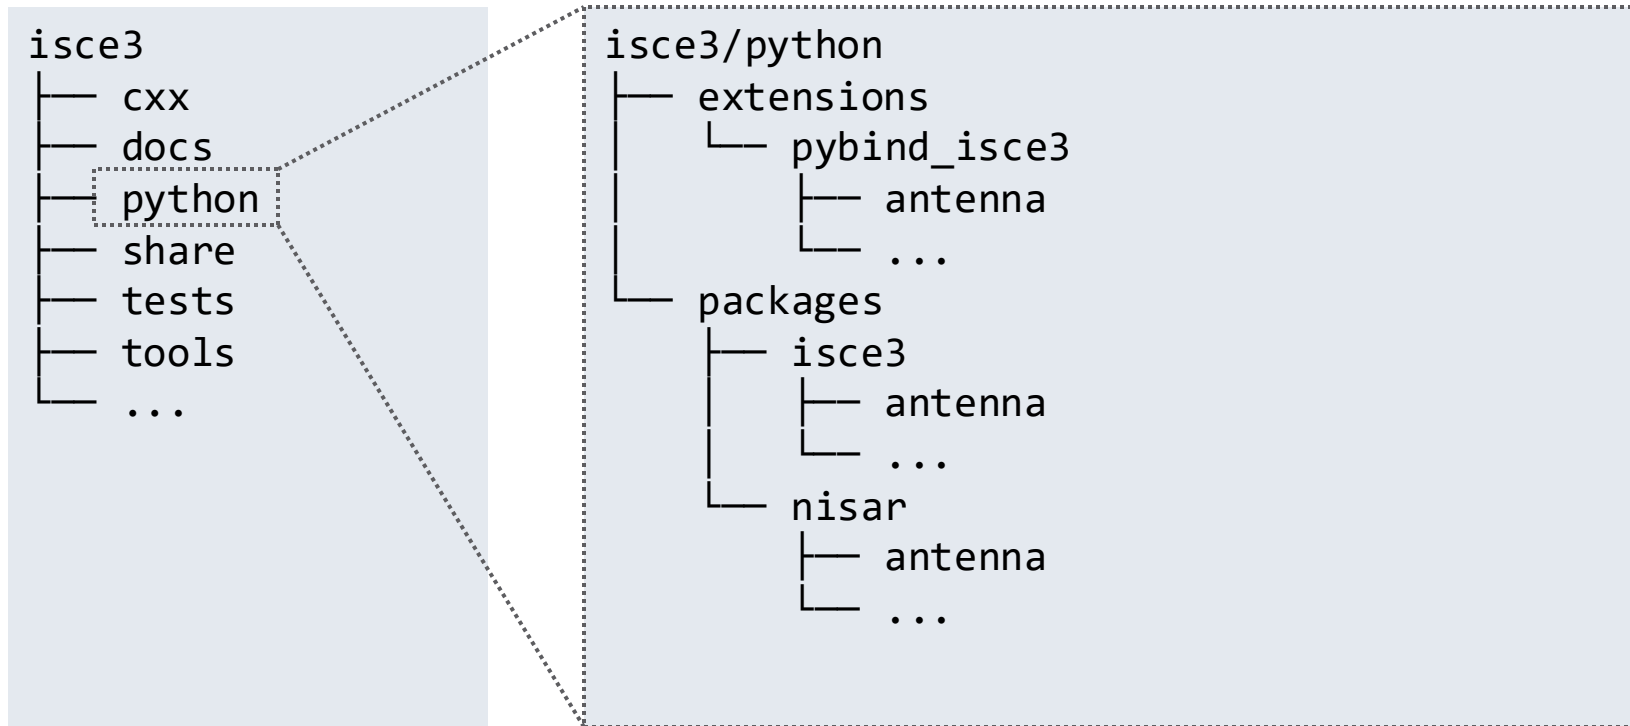 isce3
├── cxx
├── docs
├── python
├── share
├── tests
├── tools
└── ...
isce3/python
├── extensions
│   └── pybind_isce3
│       ├── antenna
│       └── ...
└── packages
    ├── isce3
    │   ├── antenna
    │   └── ...
    └── nisar
        ├── antenna
        └── ...